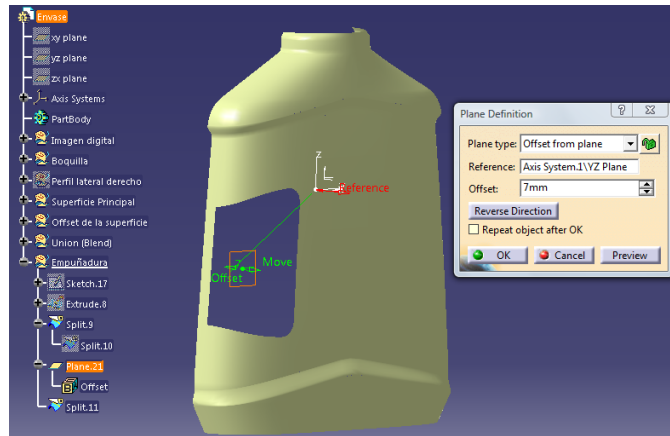 Envase
xy plane
yz plane
zx plane
Axis Systems
PartBody
Imagen digital
Boquilla
Perfil lateral derecho
Superficie Principal
Offset de la superficie
Union (Blend)
Empuñadura
Sketch.17
Extrude.8
Split.9
Split.10
Plane.21
Offset
Split.11
z
Reference
Z
Move
Offset
Plane Definition
?
Plane type: Offset from plane
Reference: Axis System.1\YZ Plane
Offset: 7mm
Reverse Direction
Repeat object after OK
OK Cancel Preview